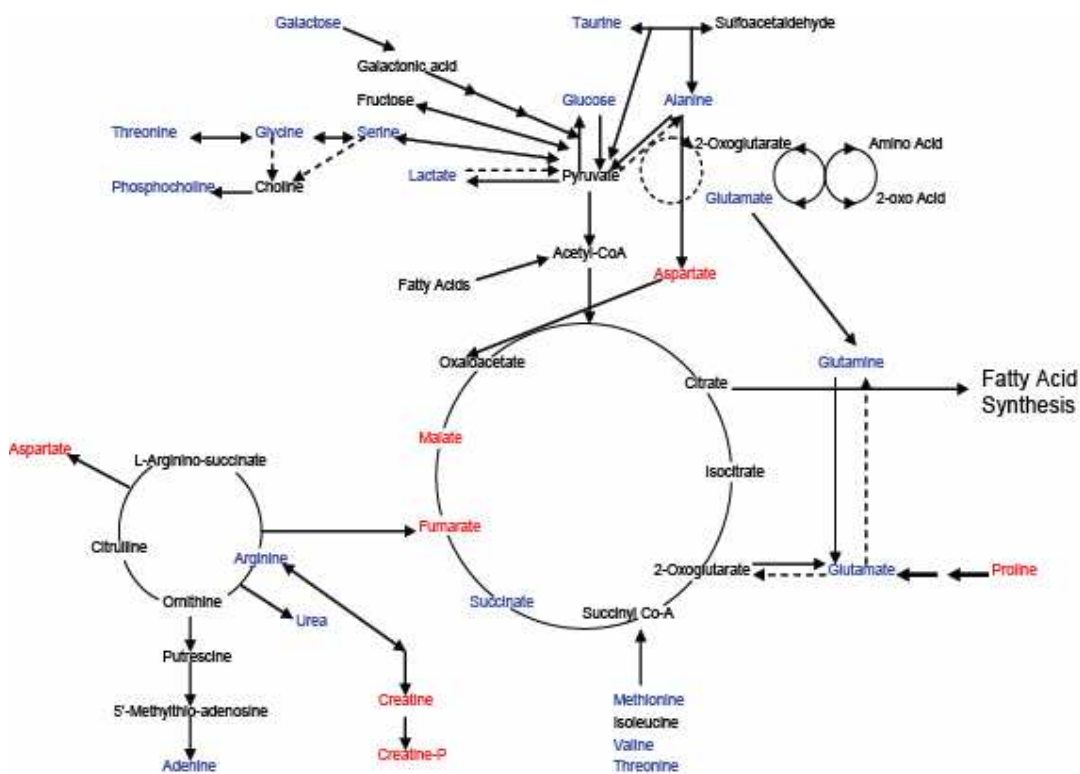 Galactose
Taurine
Sulfoacetaldehyde
Galactonic acid
Fructose
Glucose
Alanine
Threonine
Glycine
Serine
2-Oxoglutarate
Amino Acid
Lactate
Pyruvate
Phosphocholine
Choline
Glutamate
2-oxo Acid
Acetyl-CoA
Fatty Acids
Aspartate
Oxaloacetate
Glutamine
Citrate
Fatty Acid
Synthesis
Malate
Aspartate
L-Arginino-succinate
Isocitrate
Fumarate
Citrulline
Arginine
2-Oxoglutarate
Glutamate
Proline
Ornithine
Succinate
Urea
Succinyl Co-A
Putrescine
Creatine
Methionine
5'-Methylthio-adenosine
Isoleucine
Valine
Creatine-P
Adenine
Threonine